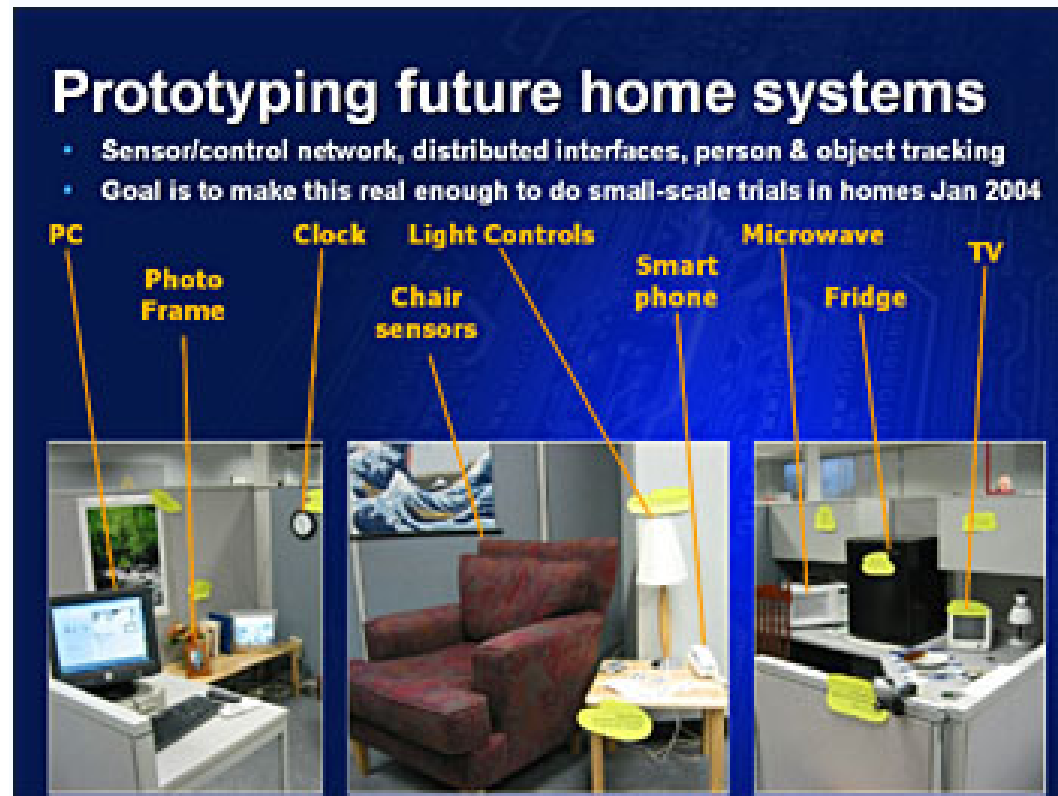 Prototyping future home systems
• Sensor/control network, distributed interfaces, person & object tracking
• Goal is to make this real enough to do small-scale trials in homes Jan 2004
PC
Clock
Light Controls
Microwave
TV
Photo
Frame
Chair
sensors
Smart
phone
Fridge